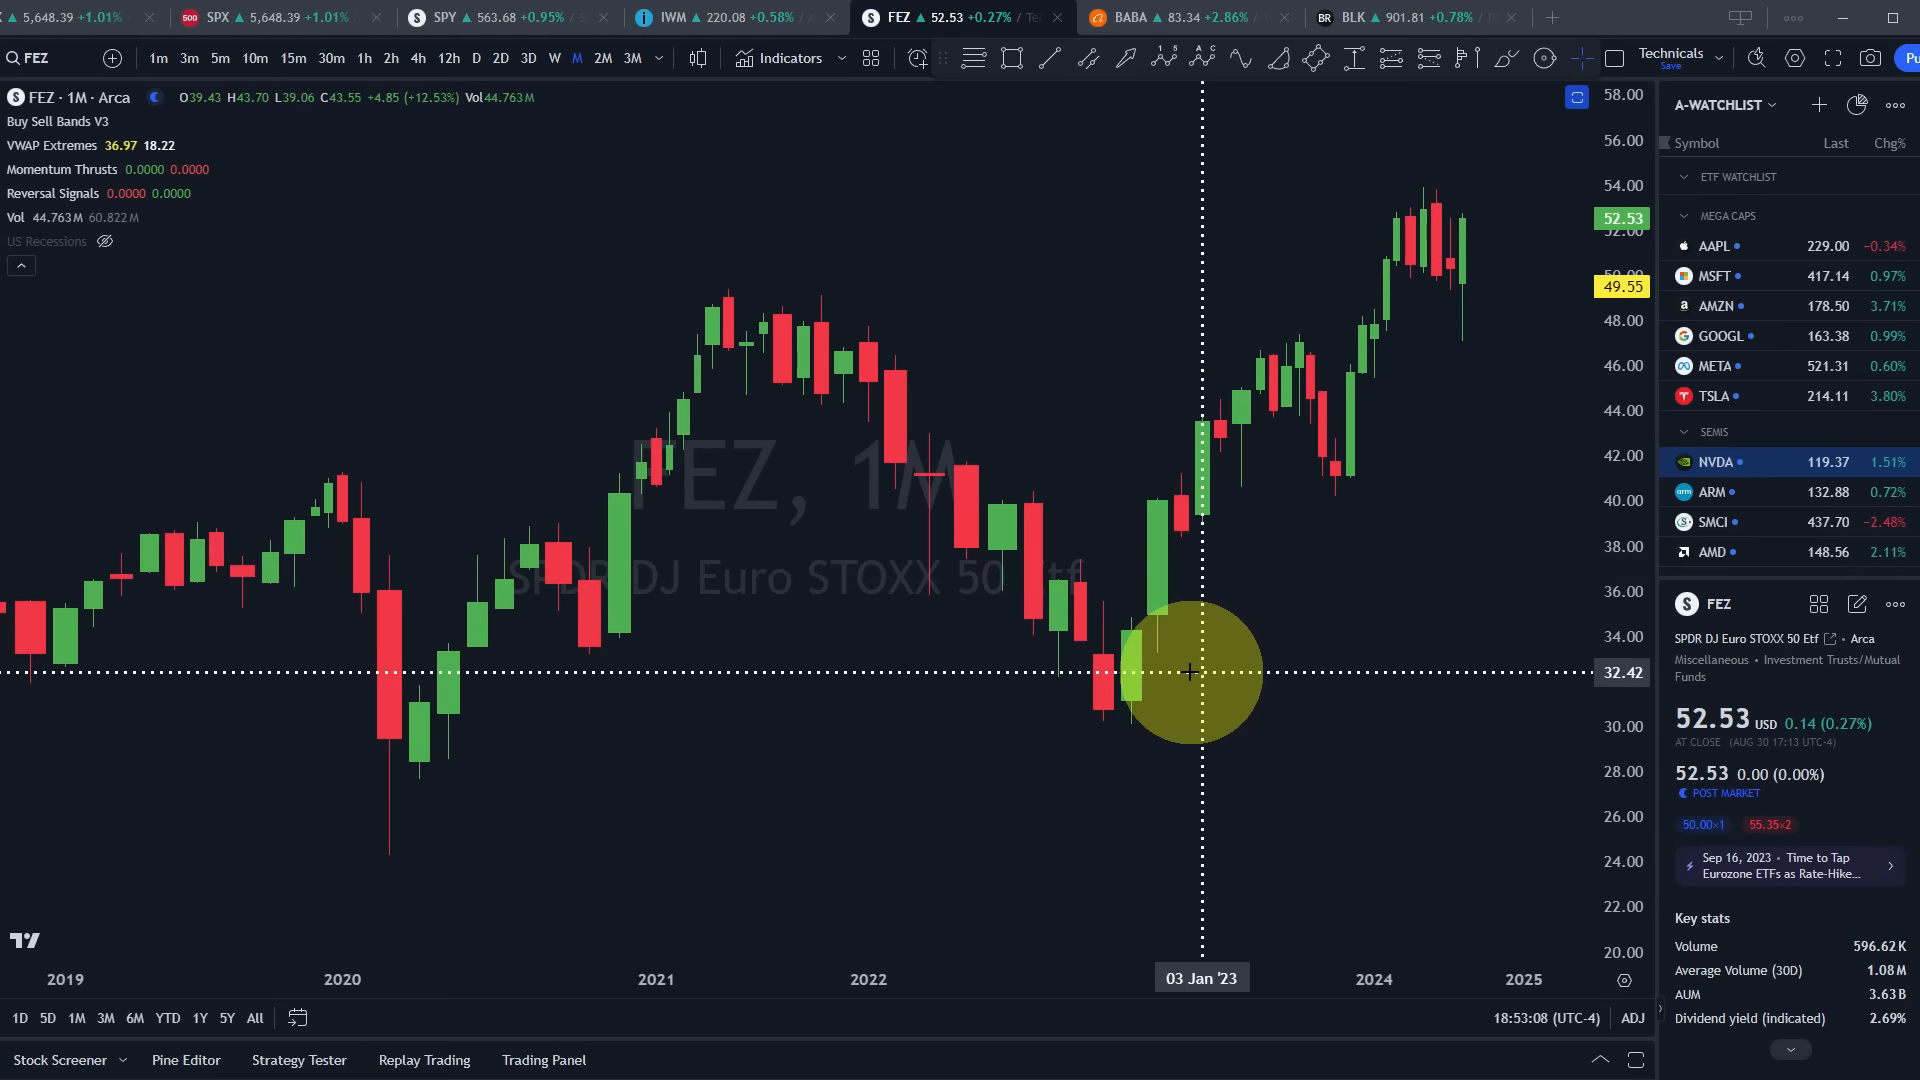 5,648.39 +1.01%
500 SPX 5,648.39 +1.01%
S SPY 563.68 +0.95%
i IWM 220.08 +0.58%
S FEZ 52.53 +0.27% / Te
BABA 83.34 +2.86% / T
BR BLK 901.81 +0.78% /
FEZ
1m 3m 5m 10m 15m 30m 1h 2h 4h 12h D 2D 3D W M 2M 3M
Indicators
Technicals
Save
Pu
S FEZ · 1M · Arca O39.43 H43.70 L39.06 C43.55 +4.85 (+12.53%) Vol44.763M
Buy Sell Bands V3
VWAP Extremes 36.97 18.22
Momentum Thrusts 0.0000 0.0000
Reversal Signals 0.0000 0.0000
Vol 44.763M 60.822M
US Recessions
FEZ, 1M
SPDR DJ Euro STOXX 50 Etf
58.00
56.00
54.00
52.53
52.00
50.00
49.55
48.00
46.00
44.00
42.00
40.00
38.00
36.00
34.00
32.42
30.00
28.00
26.00
24.00
22.00
20.00
2019 2020 2021 2022 03 Jan '23 2024 2025
1D 5D 1M 3M 6M YTD 1Y 5Y All
18:53:08 (UTC-4) ADJ
Stock Screener Pine Editor Strategy Tester Replay Trading Trading Panel
A-WATCHLIST
Symbol Last Chg%
ETF WATCHLIST
MEGA CAPS
AAPL 229.00 −0.34%
MSFT 417.14 0.97%
AMZN 178.50 3.71%
GOOGL 163.38 0.99%
META 521.31 0.60%
TSLA 214.11 3.80%
SEMIS
NVDA 119.37 1.51%
arm ARM 132.88 0.72%
SMCI 437.70 −2.48%
AMD 148.56 2.11%
S FEZ
SPDR DJ Euro STOXX 50 Etf • Arca
Miscellaneous • Investment Trusts/Mutual
Funds
52.53 USD 0.14 (0.27%)
AT CLOSE (AUG 30 17:13 UTC-4)
52.53 0.00 (0.00%)
POST MARKET
50.00×1 55.35×2
Sep 16, 2023 • Time to Tap
Eurozone ETFs as Rate-Hike...
Key stats
Volume 596.62K
Average Volume (30D) 1.08M
AUM 3.63B
Dividend yield (indicated) 2.69%